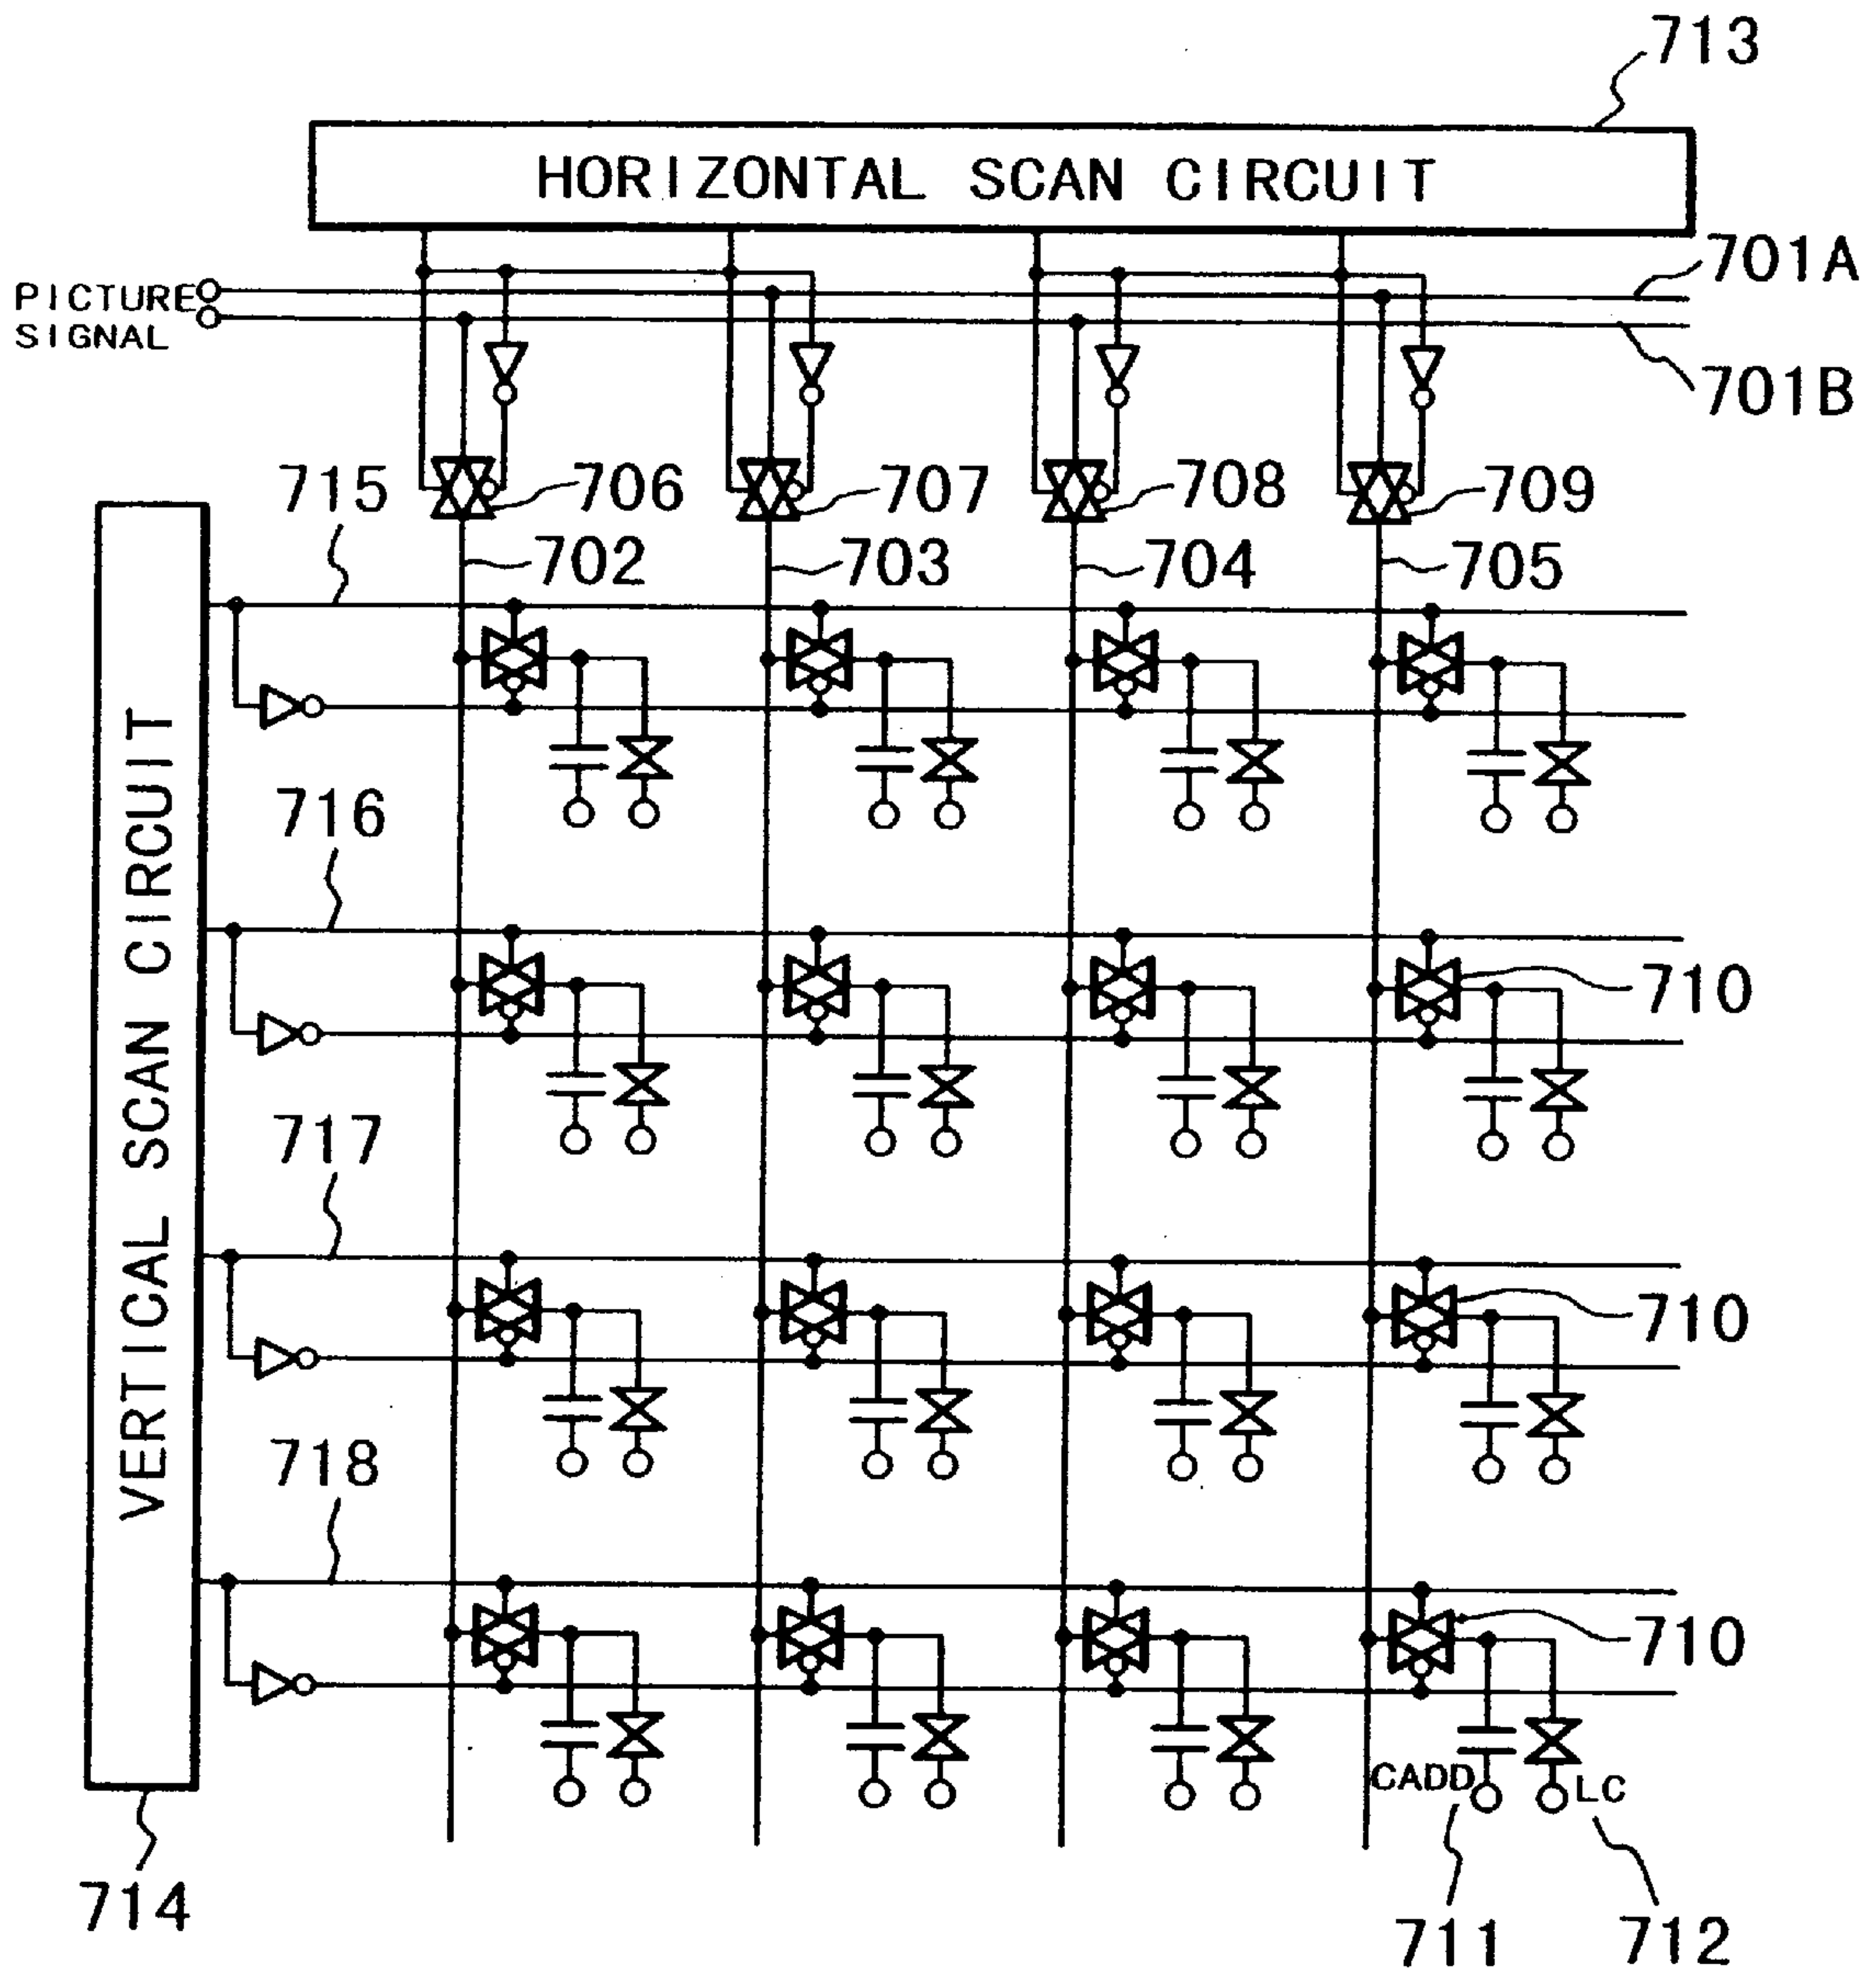 713
HORIZONTAL SCAN CIRCUIT
701A
PICTURE
SIGNAL
701B
715
706
707
708
709
702
703
704
705
716
710
717
710
718
710
VERTICAL SCAN CIRCUIT
CADD
LC
714
711
712